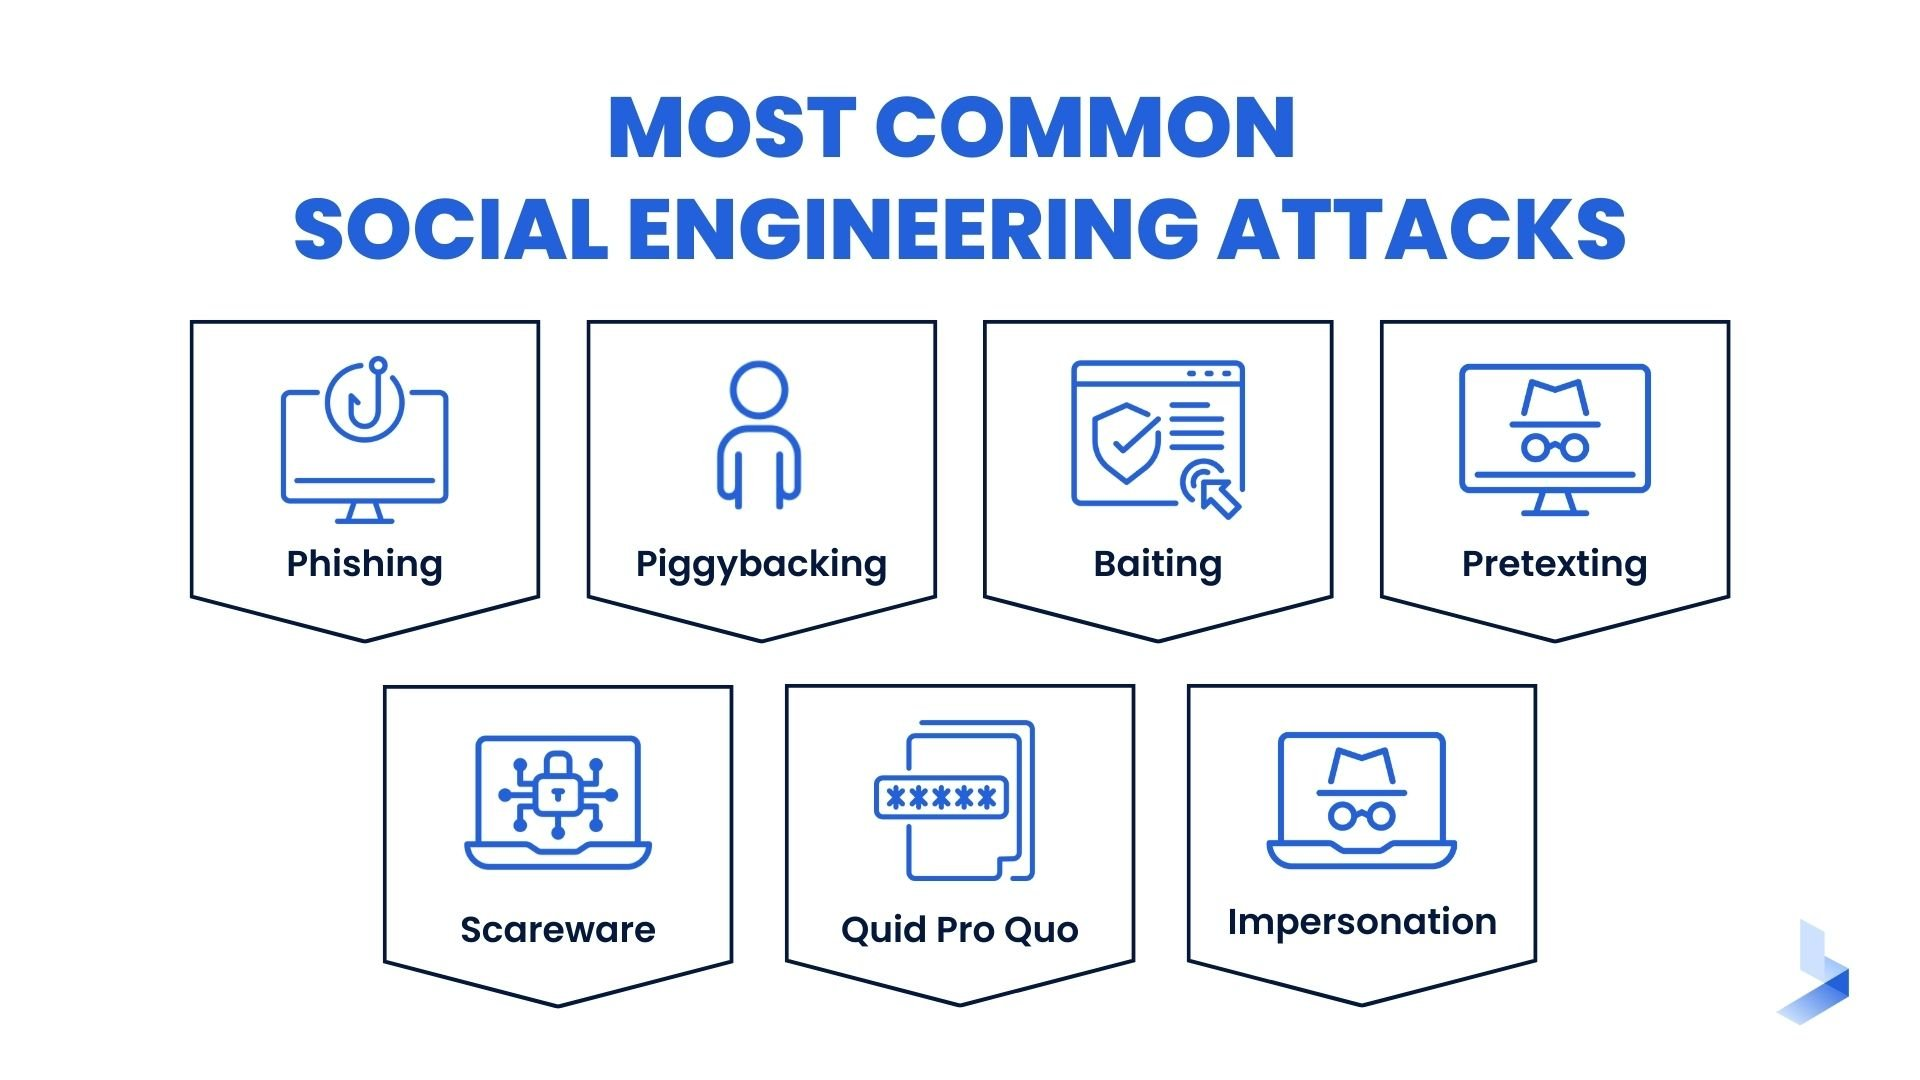 MOST COMMON
SOCIAL ENGINEERING ATTACKS
Phishing
Piggybacking
Baiting
Pretexting
*****
Scareware
Quid Pro Quo
Impersonation